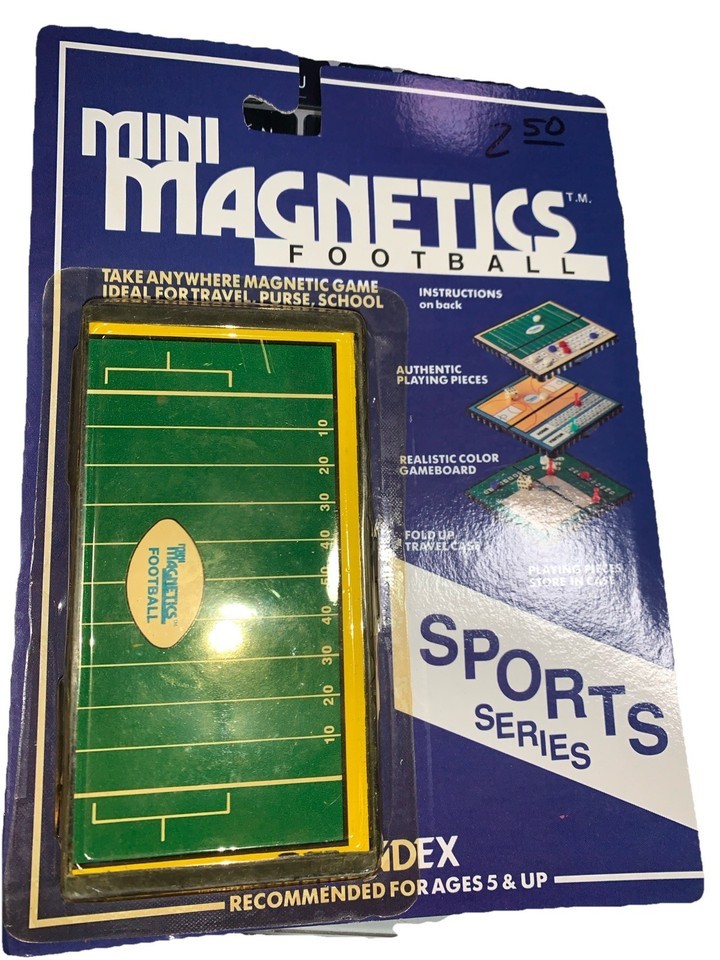 2 50
MINI
MAGNETICS T.M.
FOOTBALL
TAKE ANYWHERE MAGNETIC GAME
IDEAL FOR TRAVEL, PURSE, SCHOOL
INSTRUCTIONS
on back
AUTHENTIC
PLAYING PIECES
REALISTIC COLOR
GAMEBOARD
FOLD UP
TRAVEL CASE
PLAYING PIECES
STORE IN CASE
10
20
30
40
50
40
30
20
10
MINI
MAGNETICS™
FOOTBALL
SPORTS
SERIES
DEX
RECOMMENDED FOR AGES 5 & UP